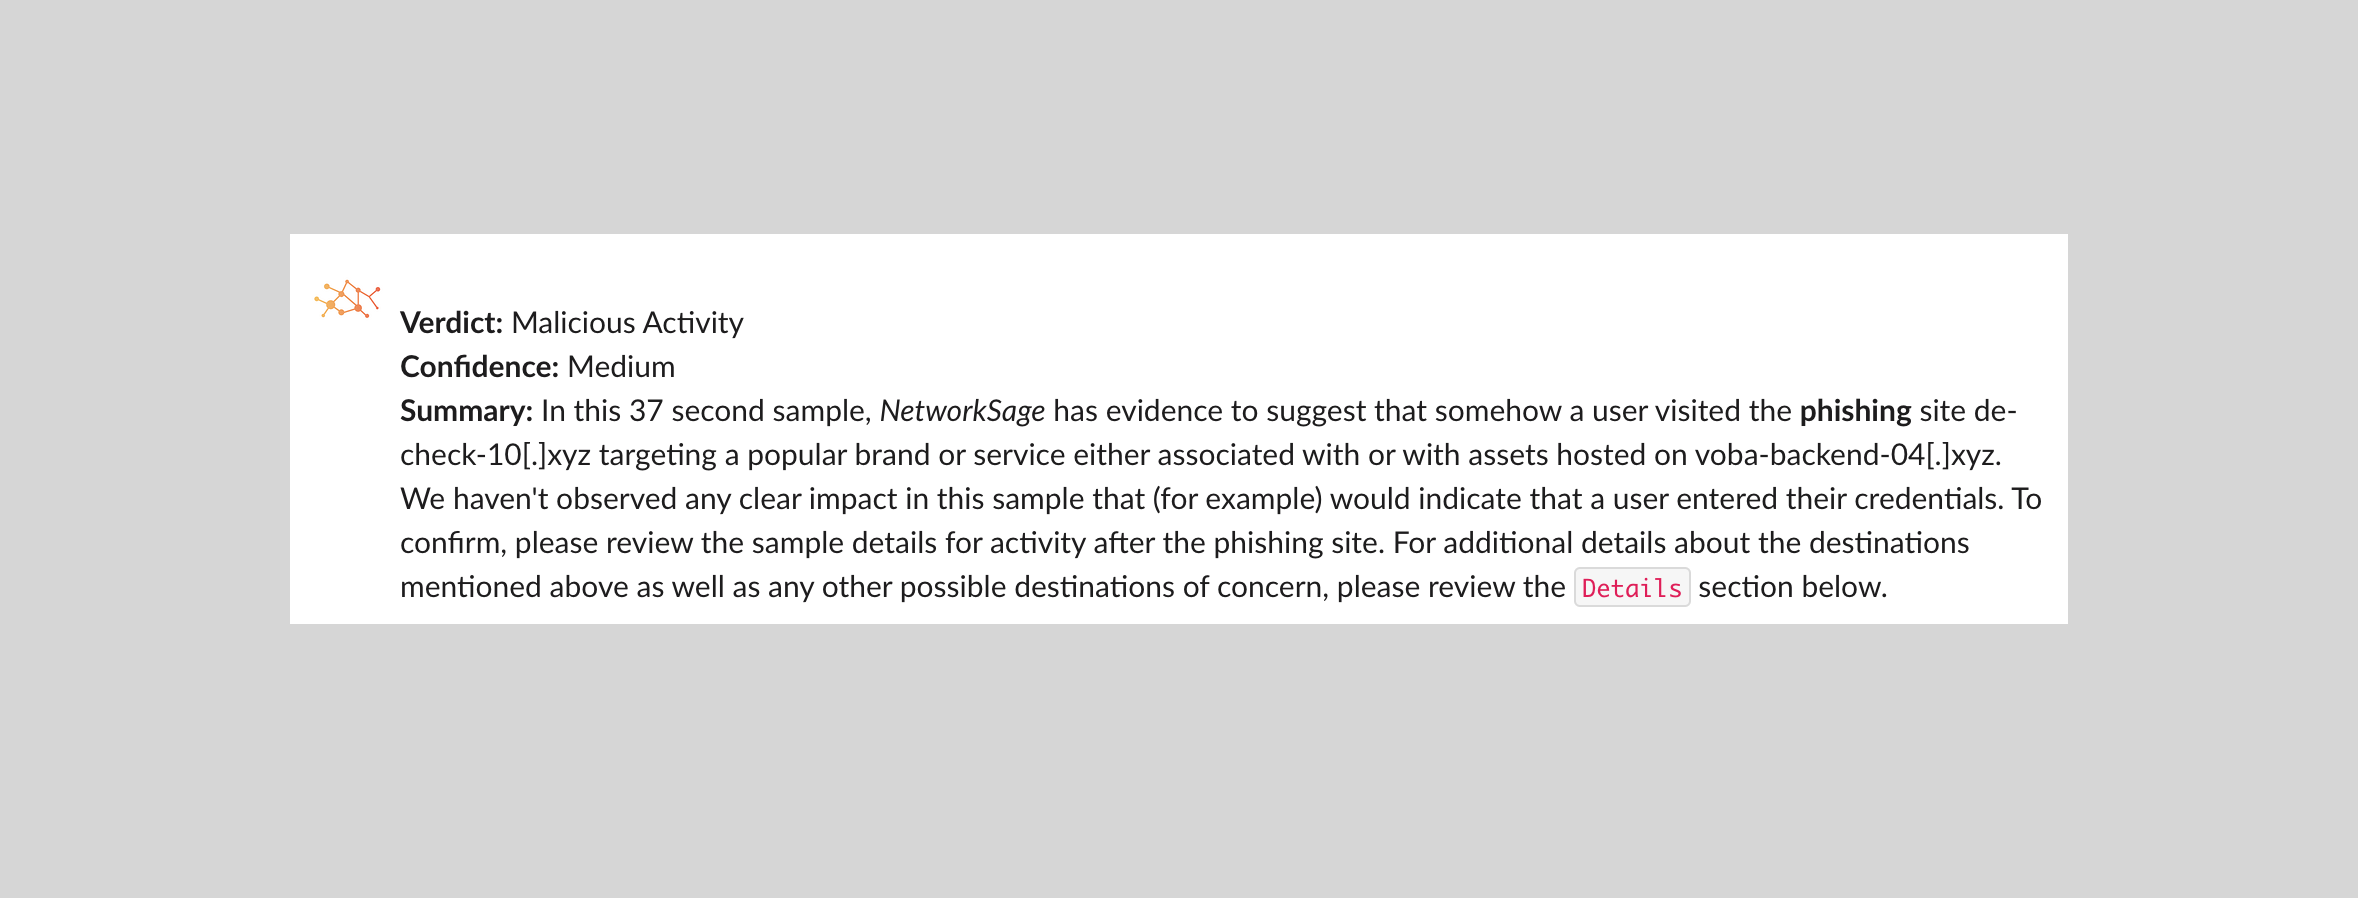 Verdict: Malicious Activity
Confidence: Medium
Summary: In this 37 second sample, NetworkSage has evidence to suggest that somehow a user visited the phishing site de-
check-10[.]xyz targeting a popular brand or service either associated with or with assets hosted on voba-backend-04[.]xyz.
We haven't observed any clear impact in this sample that (for example) would indicate that a user entered their credentials. To
confirm, please review the sample details for activity after the phishing site. For additional details about the destinations
mentioned above as well as any other possible destinations of concern, please review the Details section below.